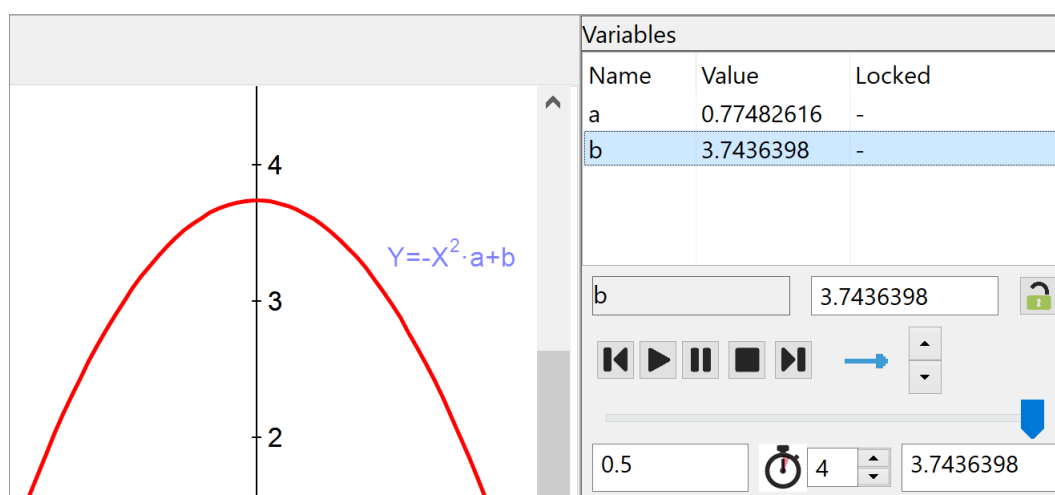 Variables
Name Value Locked
a 0.77482616 -
b 3.7436398 -
4
Y=-X²·a+b
3
2
b 3.7436398
0.5 4 3.7436398